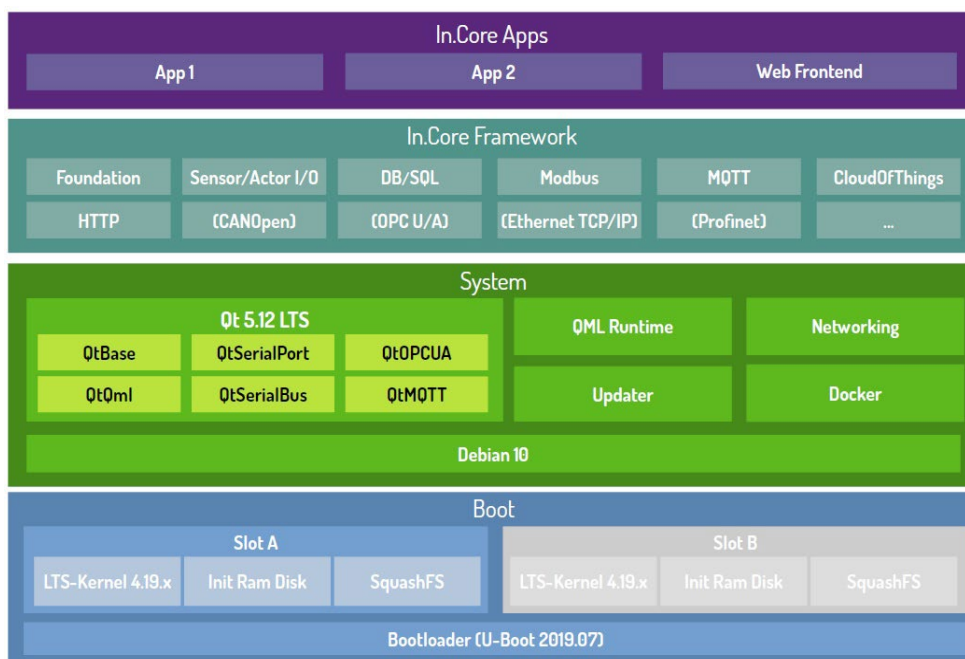 In.Core Apps
App 1
App 2
Web Frontend
In.Core Framework
Foundation
Sensor/Actor I/O
DB/SQL
Modbus
MQTT
CloudOfThings
HTTP
(CANOpen)
(OPC U/A)
(Ethernet TCP/IP)
(Profinet)
...
System
Qt 5.12 LTS
QtBase
QtSerialPort
QtOPCUA
QtQml
QtSerialBus
QtMQTT
QML Runtime
Networking
Updater
Docker
Debian 10
Boot
Slot A
LTS-Kernel 4.19.x
Init Ram Disk
SquashFS
Slot B
LTS-Kernel 4.19.x
Init Ram Disk
SquashFS
Bootloader (U-Boot 2019.07)